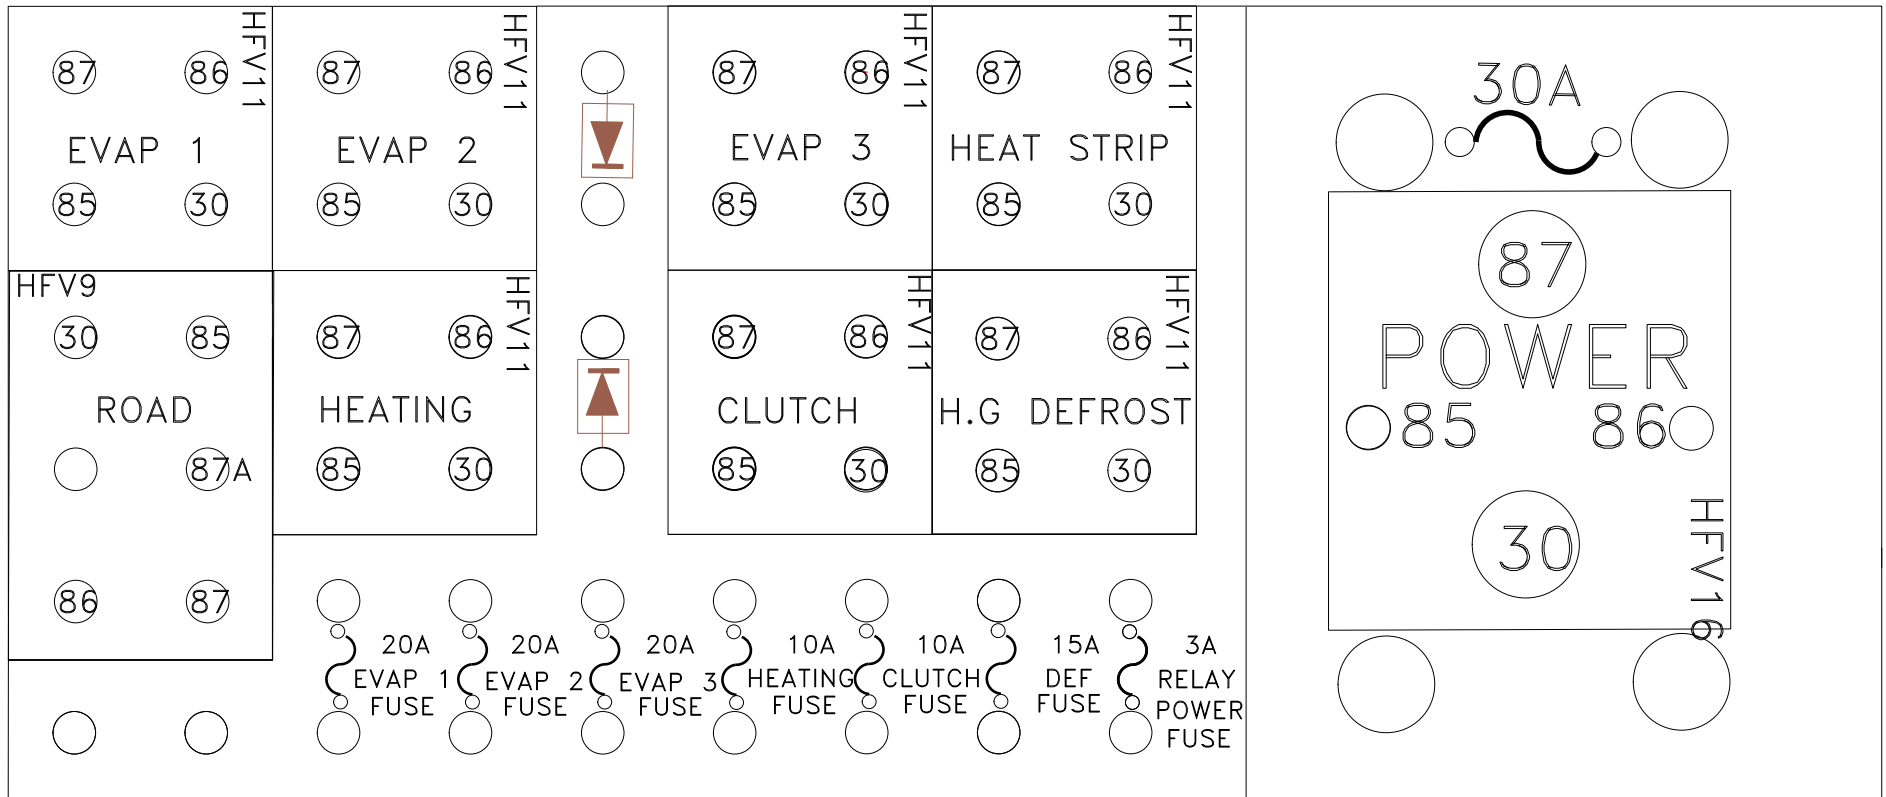 87 86 HFV11
EVAP 1
85 30
87 86 HFV11
EVAP 2
85 30
87 86 HFV11
EVAP 3
85 30
87 86 HFV11
HEAT STRIP
85 30
HFV9
30 85
ROAD
87A
86 87
87 86 HFV11
HEATING
85 30
87 86 HFV11
CLUTCH
85 30
87 86 HFV11
H.G DEFROST
85 30
20A
EVAP 1
FUSE
20A
EVAP 2
FUSE
20A
EVAP 3
FUSE
10A
HEATING
FUSE
10A
CLUTCH
FUSE
15A
DEF
FUSE
3A
RELAY
POWER
FUSE
30A
87
POWER
85 86
30
HFV16